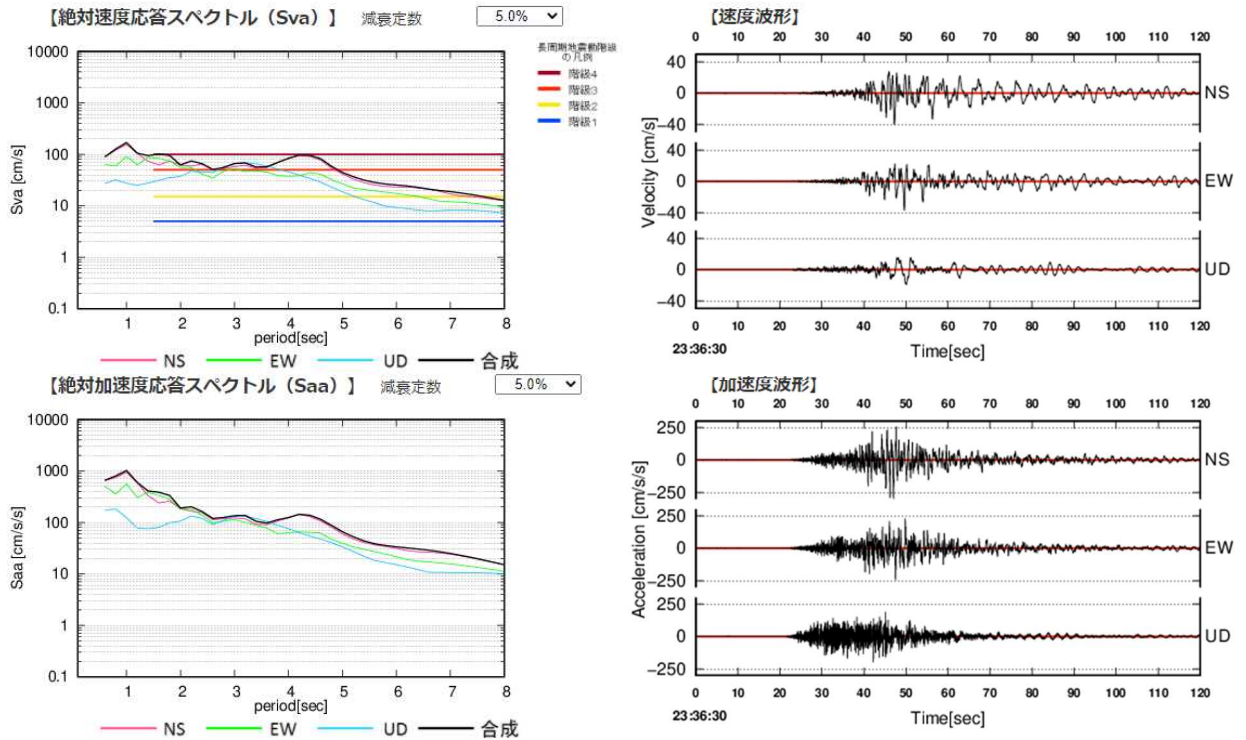 【絶対速度応答スペクトル（Sva）】 減衰定数 5.0%
10000
1000
100
10
1
0.1
Sva [cm/s]
1 2 3 4 5 6 7 8
period[sec]
NS EW UD 合成
長周期地震動階級
の凡例
階級4
階級3
階級2
階級1
【速度波形】
0 10 20 30 40 50 60 70 80 90 100 110 120
Velocity [cm/s]
40
0
−40
NS
40
0
−40
EW
40
0
−40
UD
0 10 20 30 40 50 60 70 80 90 100 110 120
23:36:30
Time[sec]
【絶対加速度応答スペクトル（Saa）】 減衰定数 5.0%
10000
1000
100
10
1
0.1
Saa [cm/s/s]
1 2 3 4 5 6 7 8
period[sec]
NS EW UD 合成
【加速度波形】
0 10 20 30 40 50 60 70 80 90 100 110 120
Acceleration [cm/s/s]
250
0
−250
NS
250
0
−250
EW
250
0
−250
UD
0 10 20 30 40 50 60 70 80 90 100 110 120
23:36:30
Time[sec]